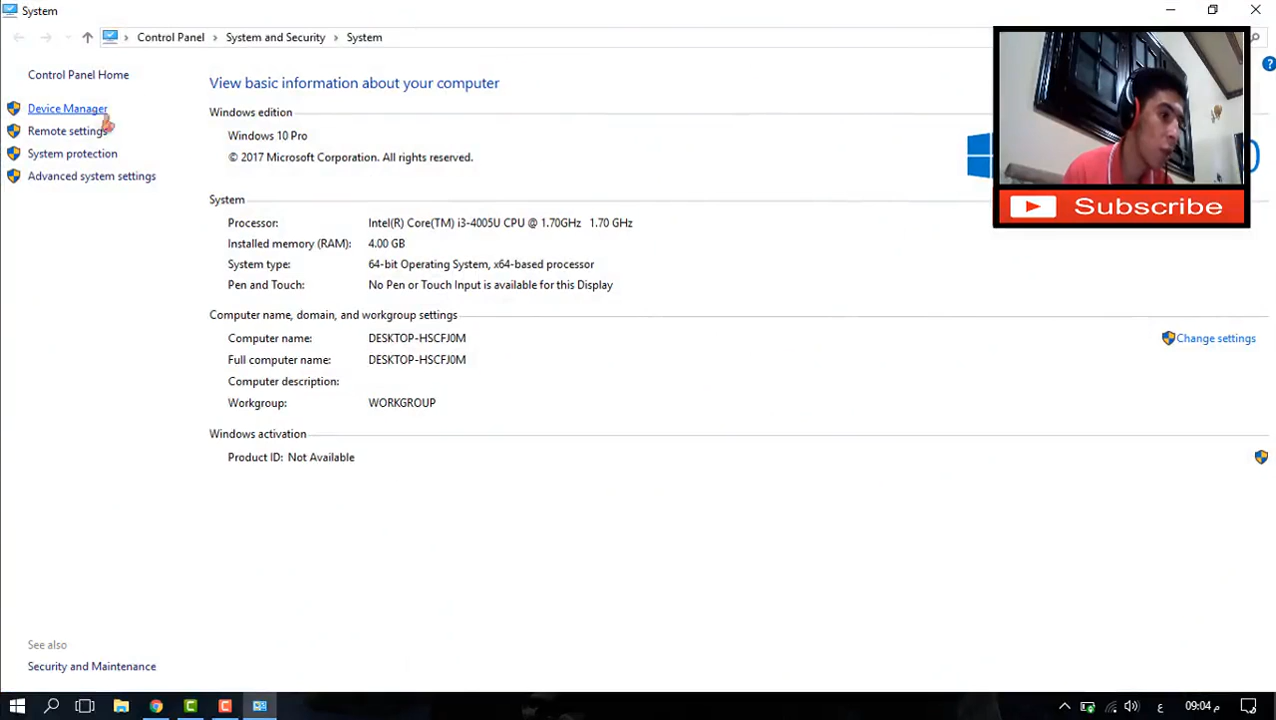 System
Control Panel › System and Security › System
Control Panel Home
Device Manager
Remote settings
System protection
Advanced system settings
View basic information about your computer
Windows edition
Windows 10 Pro
© 2017 Microsoft Corporation. All rights reserved.
System
Processor: Intel(R) Core(TM) i3-4005U CPU @ 1.70GHz 1.70 GHz
Installed memory (RAM): 4.00 GB
System type: 64-bit Operating System, x64-based processor
Pen and Touch: No Pen or Touch Input is available for this Display
Computer name, domain, and workgroup settings
Computer name: DESKTOP-HSCFJ0M
Change settings
Full computer name: DESKTOP-HSCFJ0M
Computer description:
Workgroup: WORKGROUP
Windows activation
Product ID: Not Available
See also
Security and Maintenance
Subscribe
ع
09:04 م